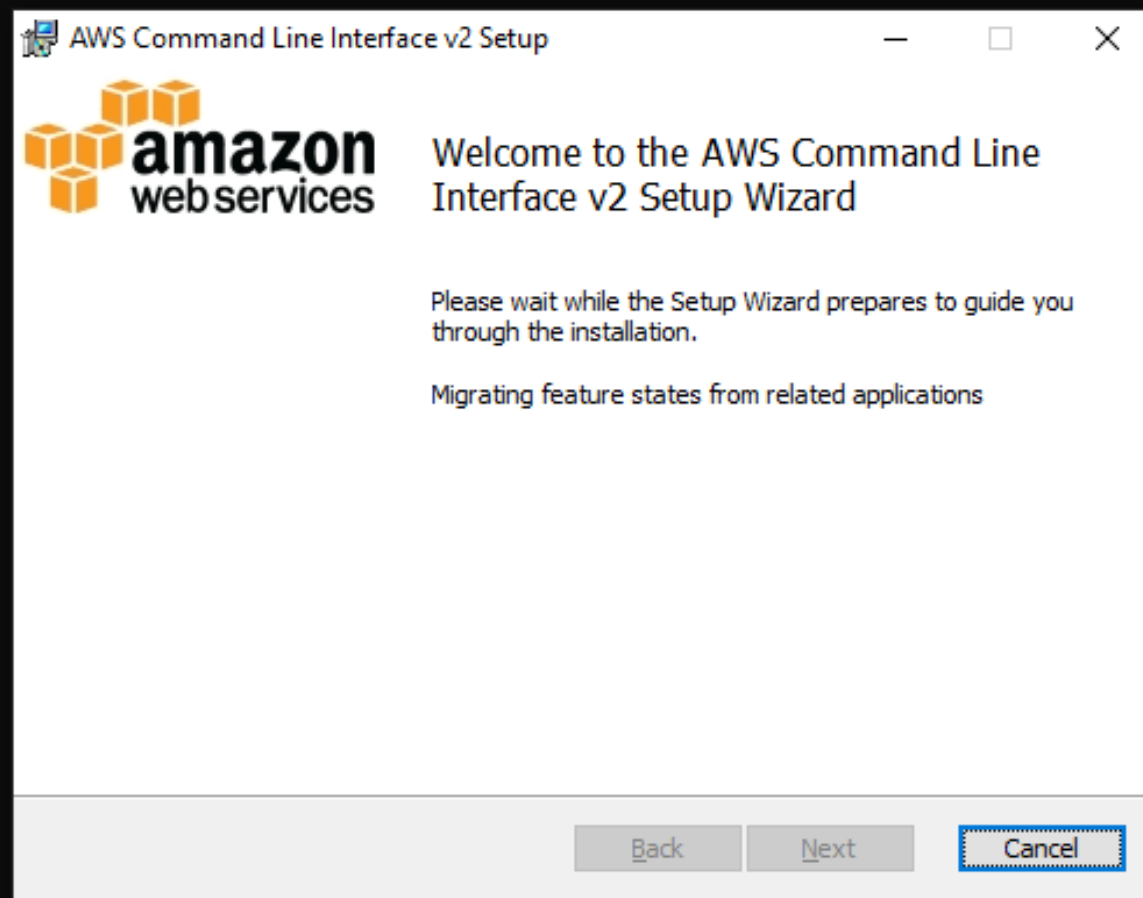 AWS Command Line Interface v2 Setup
amazon
web services
Welcome to the AWS Command Line
Interface v2 Setup Wizard
Please wait while the Setup Wizard prepares to guide you
through the installation.
Migrating feature states from related applications
Back
Next
Cancel